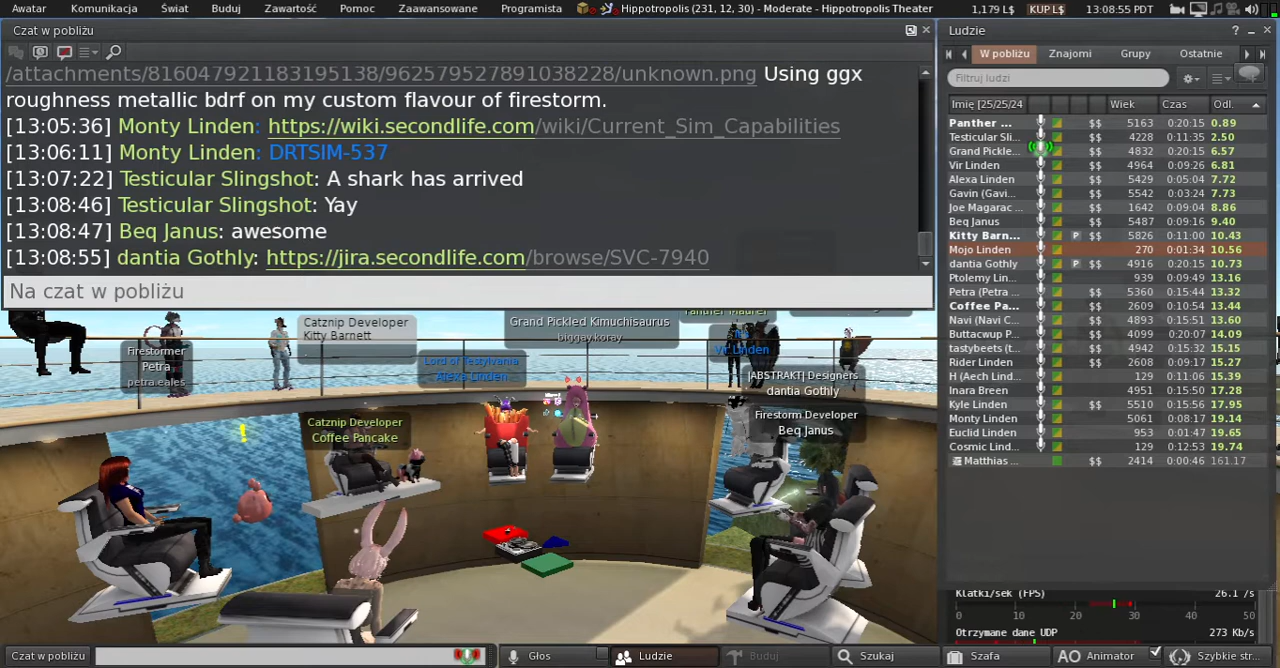 Awatar Komunikacja Świat Buduj Zawartość Pomoc Zaawansowane Programista Hippotropolis (231, 12, 30) - Moderate - Hippotropolis Theater 1,179 L$ KUP L$ 13:08:55 PDT
Czat w pobliżu
/attachments/816047921183195138/962579527891038228/unknown.png Using ggx
roughness metallic bdrf on my custom flavour of firestorm.
[13:05:36] Monty Linden: https://wiki.secondlife.com/wiki/Current_Sim_Capabilities
[13:06:11] Monty Linden: DRTSIM-537
[13:07:22] Testicular Slingshot: A shark has arrived
[13:08:46] Testicular Slingshot: Yay
[13:08:47] Beq Janus: awesome
[13:08:55] dantia Gothly: https://jira.secondlife.com/browse/SVC-7940
Na czat w pobliżu
Catznip Developer
Kitty Barnett
Grand Pickled Kimuchisaurus
biggay.koray
Vir Linden
Firestormer
Petra
petra.eales
Lord of Testylvania
Alexa Linden
|ABSTRAKT| Designers
dantia Gothly
Catznip Developer
Coffee Pancake
Firestorm Developer
Beq Janus
Ludzie
W pobliżu Znajomi Grupy Ostatnie
Filtruj ludzi
Imię [25/25/24 Wiek Czas Odl.
Panther ... $$ 5163 0:20:15 0.89
Testicular Sli... $$ 4228 0:11:35 2.50
Grand Pickle... $$ 4832 0:20:15 6.57
Vir Linden $$ 4964 0:09:26 6.81
Alexa Linden $$ 5429 0:05:04 7.72
Gavin (Gavi... $$ 5542 0:03:24 7.73
Joe Magarac ... $$ 1642 0:09:04 8.86
Beq Janus $$ 5487 0:09:16 9.40
Kitty Barn... P $$ 5826 0:11:00 10.43
Mojo Linden 270 0:01:34 10.56
dantia Gothly P $$ 4916 0:20:15 10.73
Ptolemy Lin... 939 0:09:49 13.16
Petra (Petra ... $$ 5360 0:15:44 13.32
Coffee Pa... $$ 2609 0:10:54 13.44
Navi (Navi C... $$ 4893 0:15:51 13.60
Buttacwup P... $$ 4099 0:20:07 14.09
tastybeets (t... $$ 4942 0:15:32 15.15
Rider Linden $$ 2608 0:09:17 15.27
H (Aech Lind... 129 0:11:06 15.39
Inara Breen 4951 0:15:50 17.28
Kyle Linden $$ 5510 0:15:56 17.95
Monty Linden 5061 0:08:17 19.14
Euclid Linden 953 0:01:47 19.65
Cosmic Lind... 129 0:12:53 19.74
Matthias ... $$ 2414 0:00:46 161.17
Klatki/sek (FPS) 26.1 /s
0 10 20 30 40 50
Otrzymane dane UDP 273 Kb/s
Czat w pobliżu Głos Ludzie Buduj Szukaj Szafa AO Animator Szybkie str...